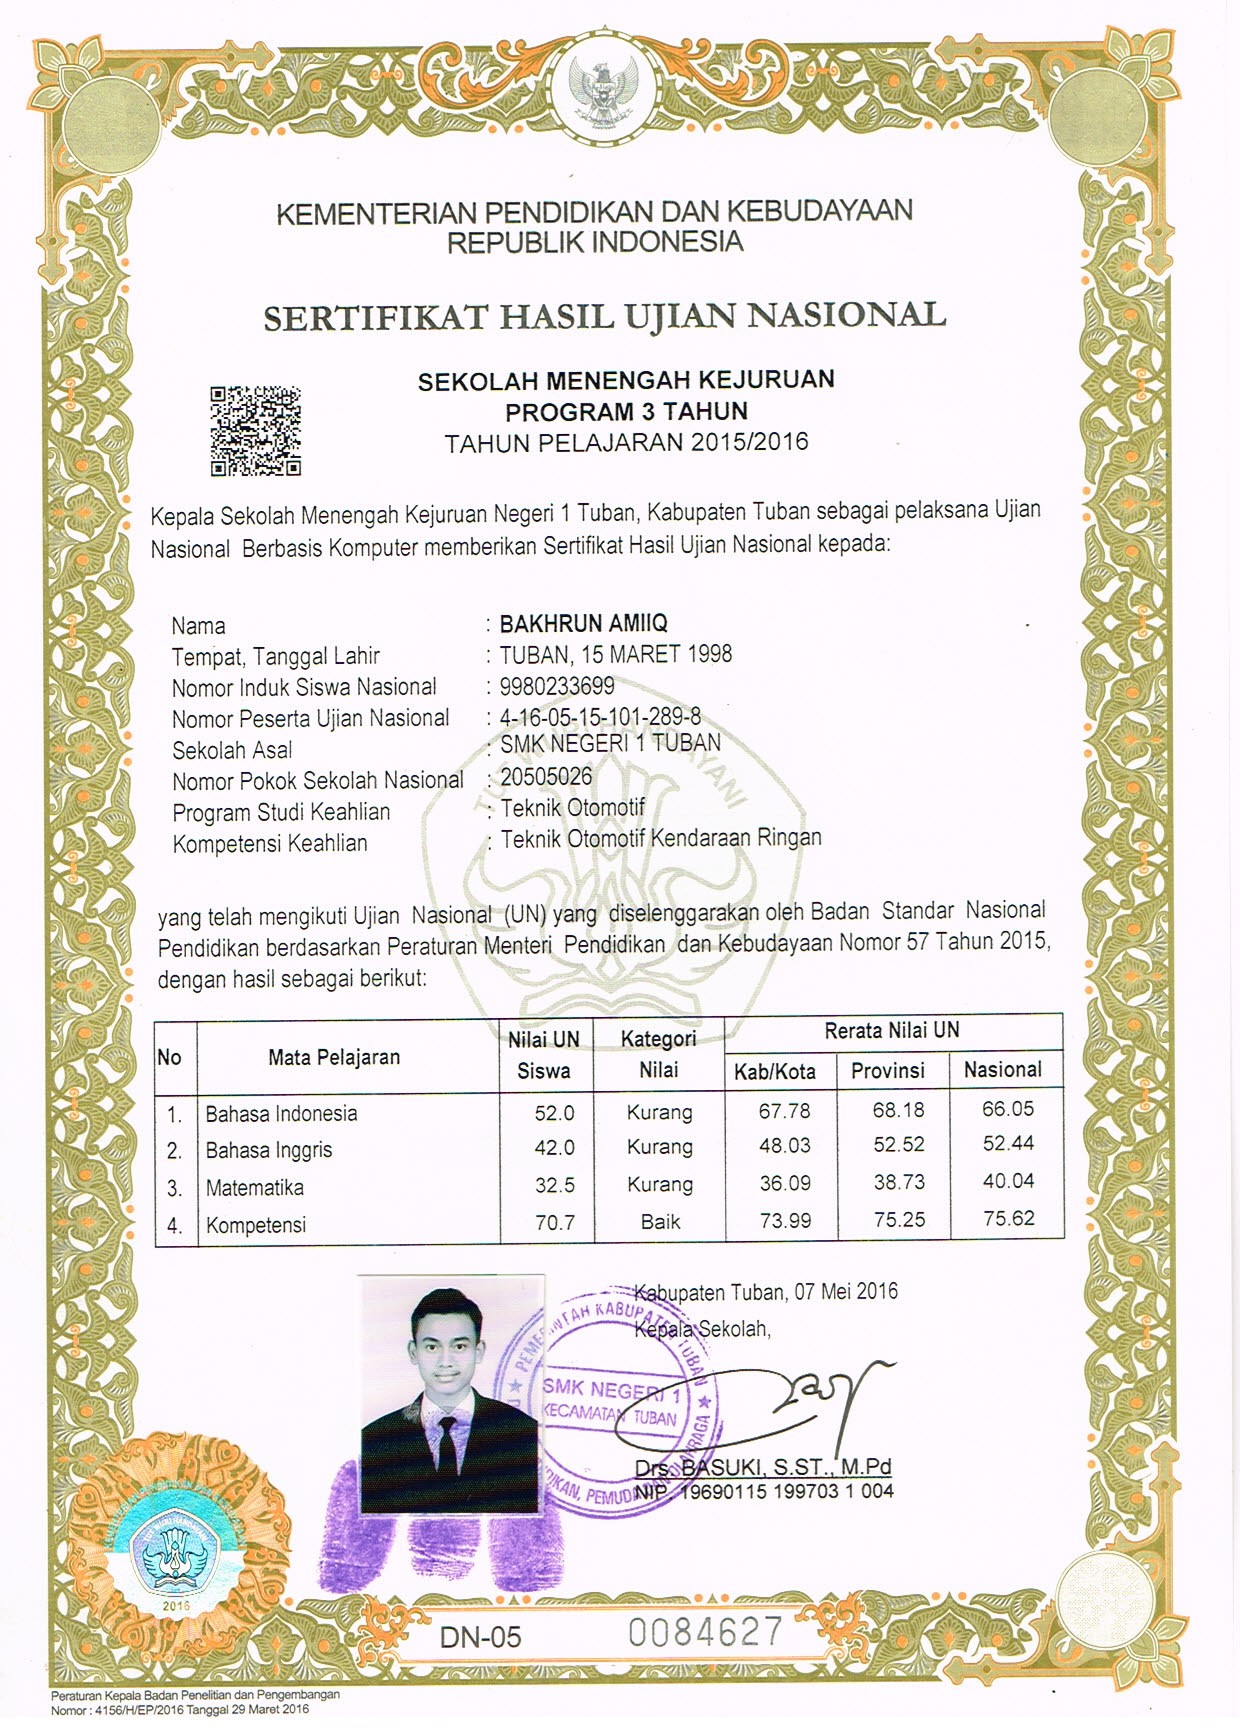 KEMENTERIAN PENDIDIKAN DAN KEBUDAYAAN
REPUBLIK INDONESIA
SERTIFIKAT HASIL UJIAN NASIONAL
SEKOLAH MENENGAH KEJURUAN
PROGRAM 3 TAHUN
TAHUN PELAJARAN 2015/2016
Kepala Sekolah Menengah Kejuruan Negeri 1 Tuban, Kabupaten Tuban sebagai pelaksana Ujian
Nasional Berbasis Komputer memberikan Sertifikat Hasil Ujian Nasional kepada:
Nama : BAKHRUN AMIIQ
Tempat, Tanggal Lahir : TUBAN, 15 MARET 1998
Nomor Induk Siswa Nasional : 9980233699
Nomor Peserta Ujian Nasional : 4-16-05-15-101-289-8
Sekolah Asal : SMK NEGERI 1 TUBAN
Nomor Pokok Sekolah Nasional : 20505026
Program Studi Keahlian : Teknik Otomotif
Kompetensi Keahlian : Teknik Otomotif Kendaraan Ringan
TUT WURI HANDAYANI
yang telah mengikuti Ujian Nasional (UN) yang diselenggarakan oleh Badan Standar Nasional
Pendidikan berdasarkan Peraturan Menteri Pendidikan dan Kebudayaan Nomor 57 Tahun 2015,
dengan hasil sebagai berikut:
No Mata Pelajaran Nilai UN Siswa Kategori Nilai Rerata Nilai UN
Kab/Kota Provinsi Nasional
1. Bahasa Indonesia 52.0 Kurang 67.78 68.18 66.05
2. Bahasa Inggris 42.0 Kurang 48.03 52.52 52.44
3. Matematika 32.5 Kurang 36.09 38.73 40.04
4. Kompetensi 70.7 Baik 73.99 75.25 75.62
Kabupaten Tuban, 07 Mei 2016
Kepala Sekolah,
PEMERINTAH KABUPATEN TUBAN
SMK NEGERI 1
KECAMATAN TUBAN
DIKAN, PEMUDA DAN OLAHRAGA
Drs. BASUKI, S.ST., M.Pd
NIP. 19690115 199703 1 004
TUT WURI HANDAYANI
2016
DN-05 0084627
Peraturan Kepala Badan Penelitian dan Pengembangan
Nomor : 4156/H/EP/2016 Tanggal 29 Maret 2016